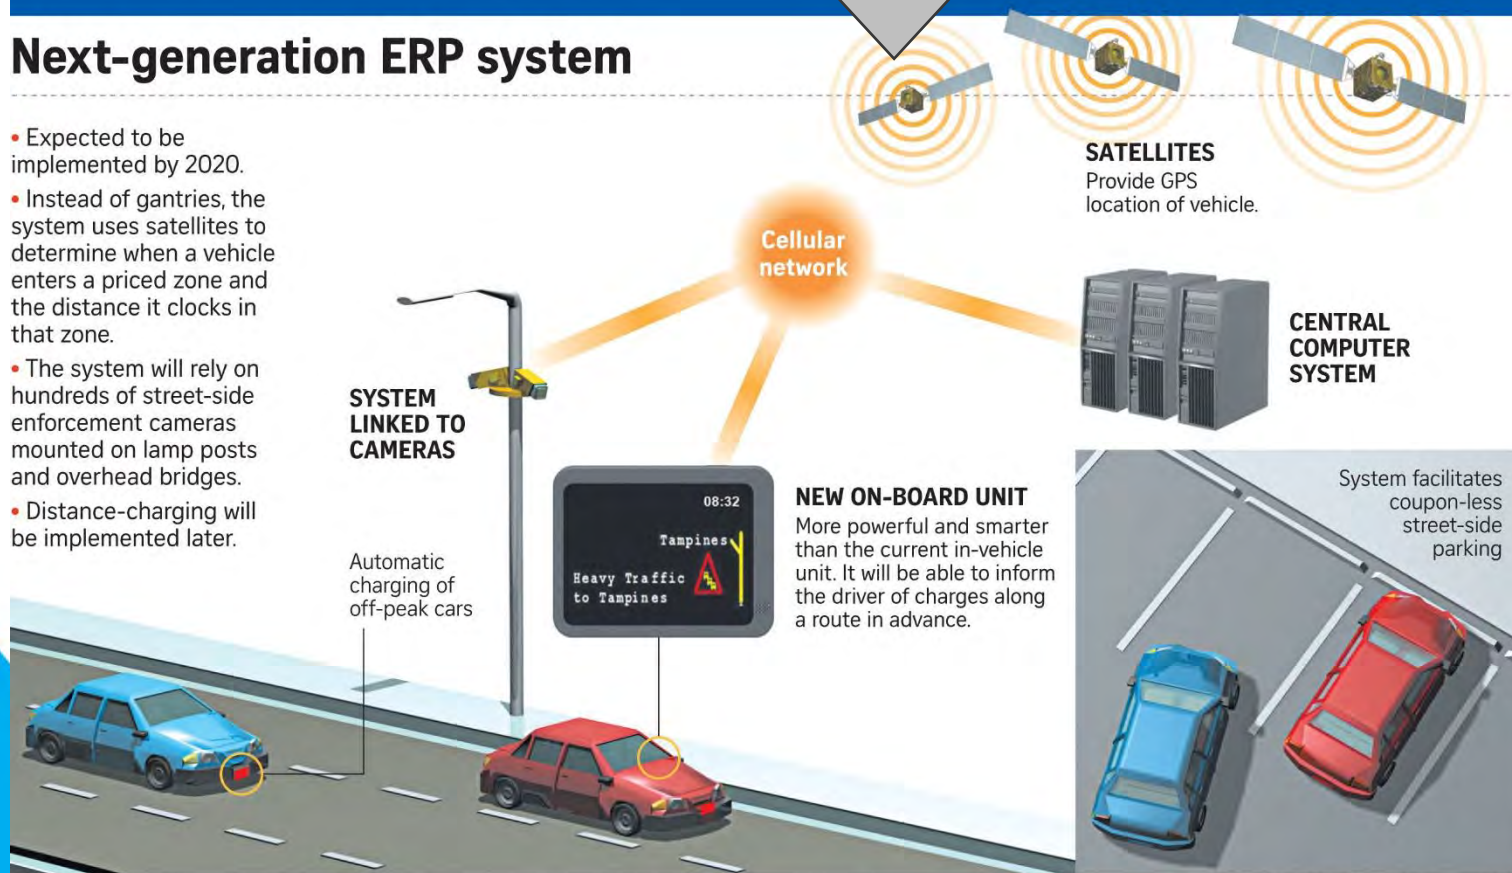 Next-generation ERP system
• Expected to be
implemented by 2020.
• Instead of gantries, the
system uses satellites to
determine when a vehicle
enters a priced zone and
the distance it clocks in
that zone.
• The system will rely on
hundreds of street-side
enforcement cameras
mounted on lamp posts
and overhead bridges.
• Distance-charging will
be implemented later.
SATELLITES
Provide GPS
location of vehicle.
Cellular
network
CENTRAL
COMPUTER
SYSTEM
SYSTEM
LINKED TO
CAMERAS
08:32
Tampines
Heavy Traffic
to Tampines
NEW ON-BOARD UNIT
More powerful and smarter
than the current in-vehicle
unit. It will be able to inform
the driver of charges along
a route in advance.
Automatic
charging of
off-peak cars
System facilitates
coupon-less
street-side
parking